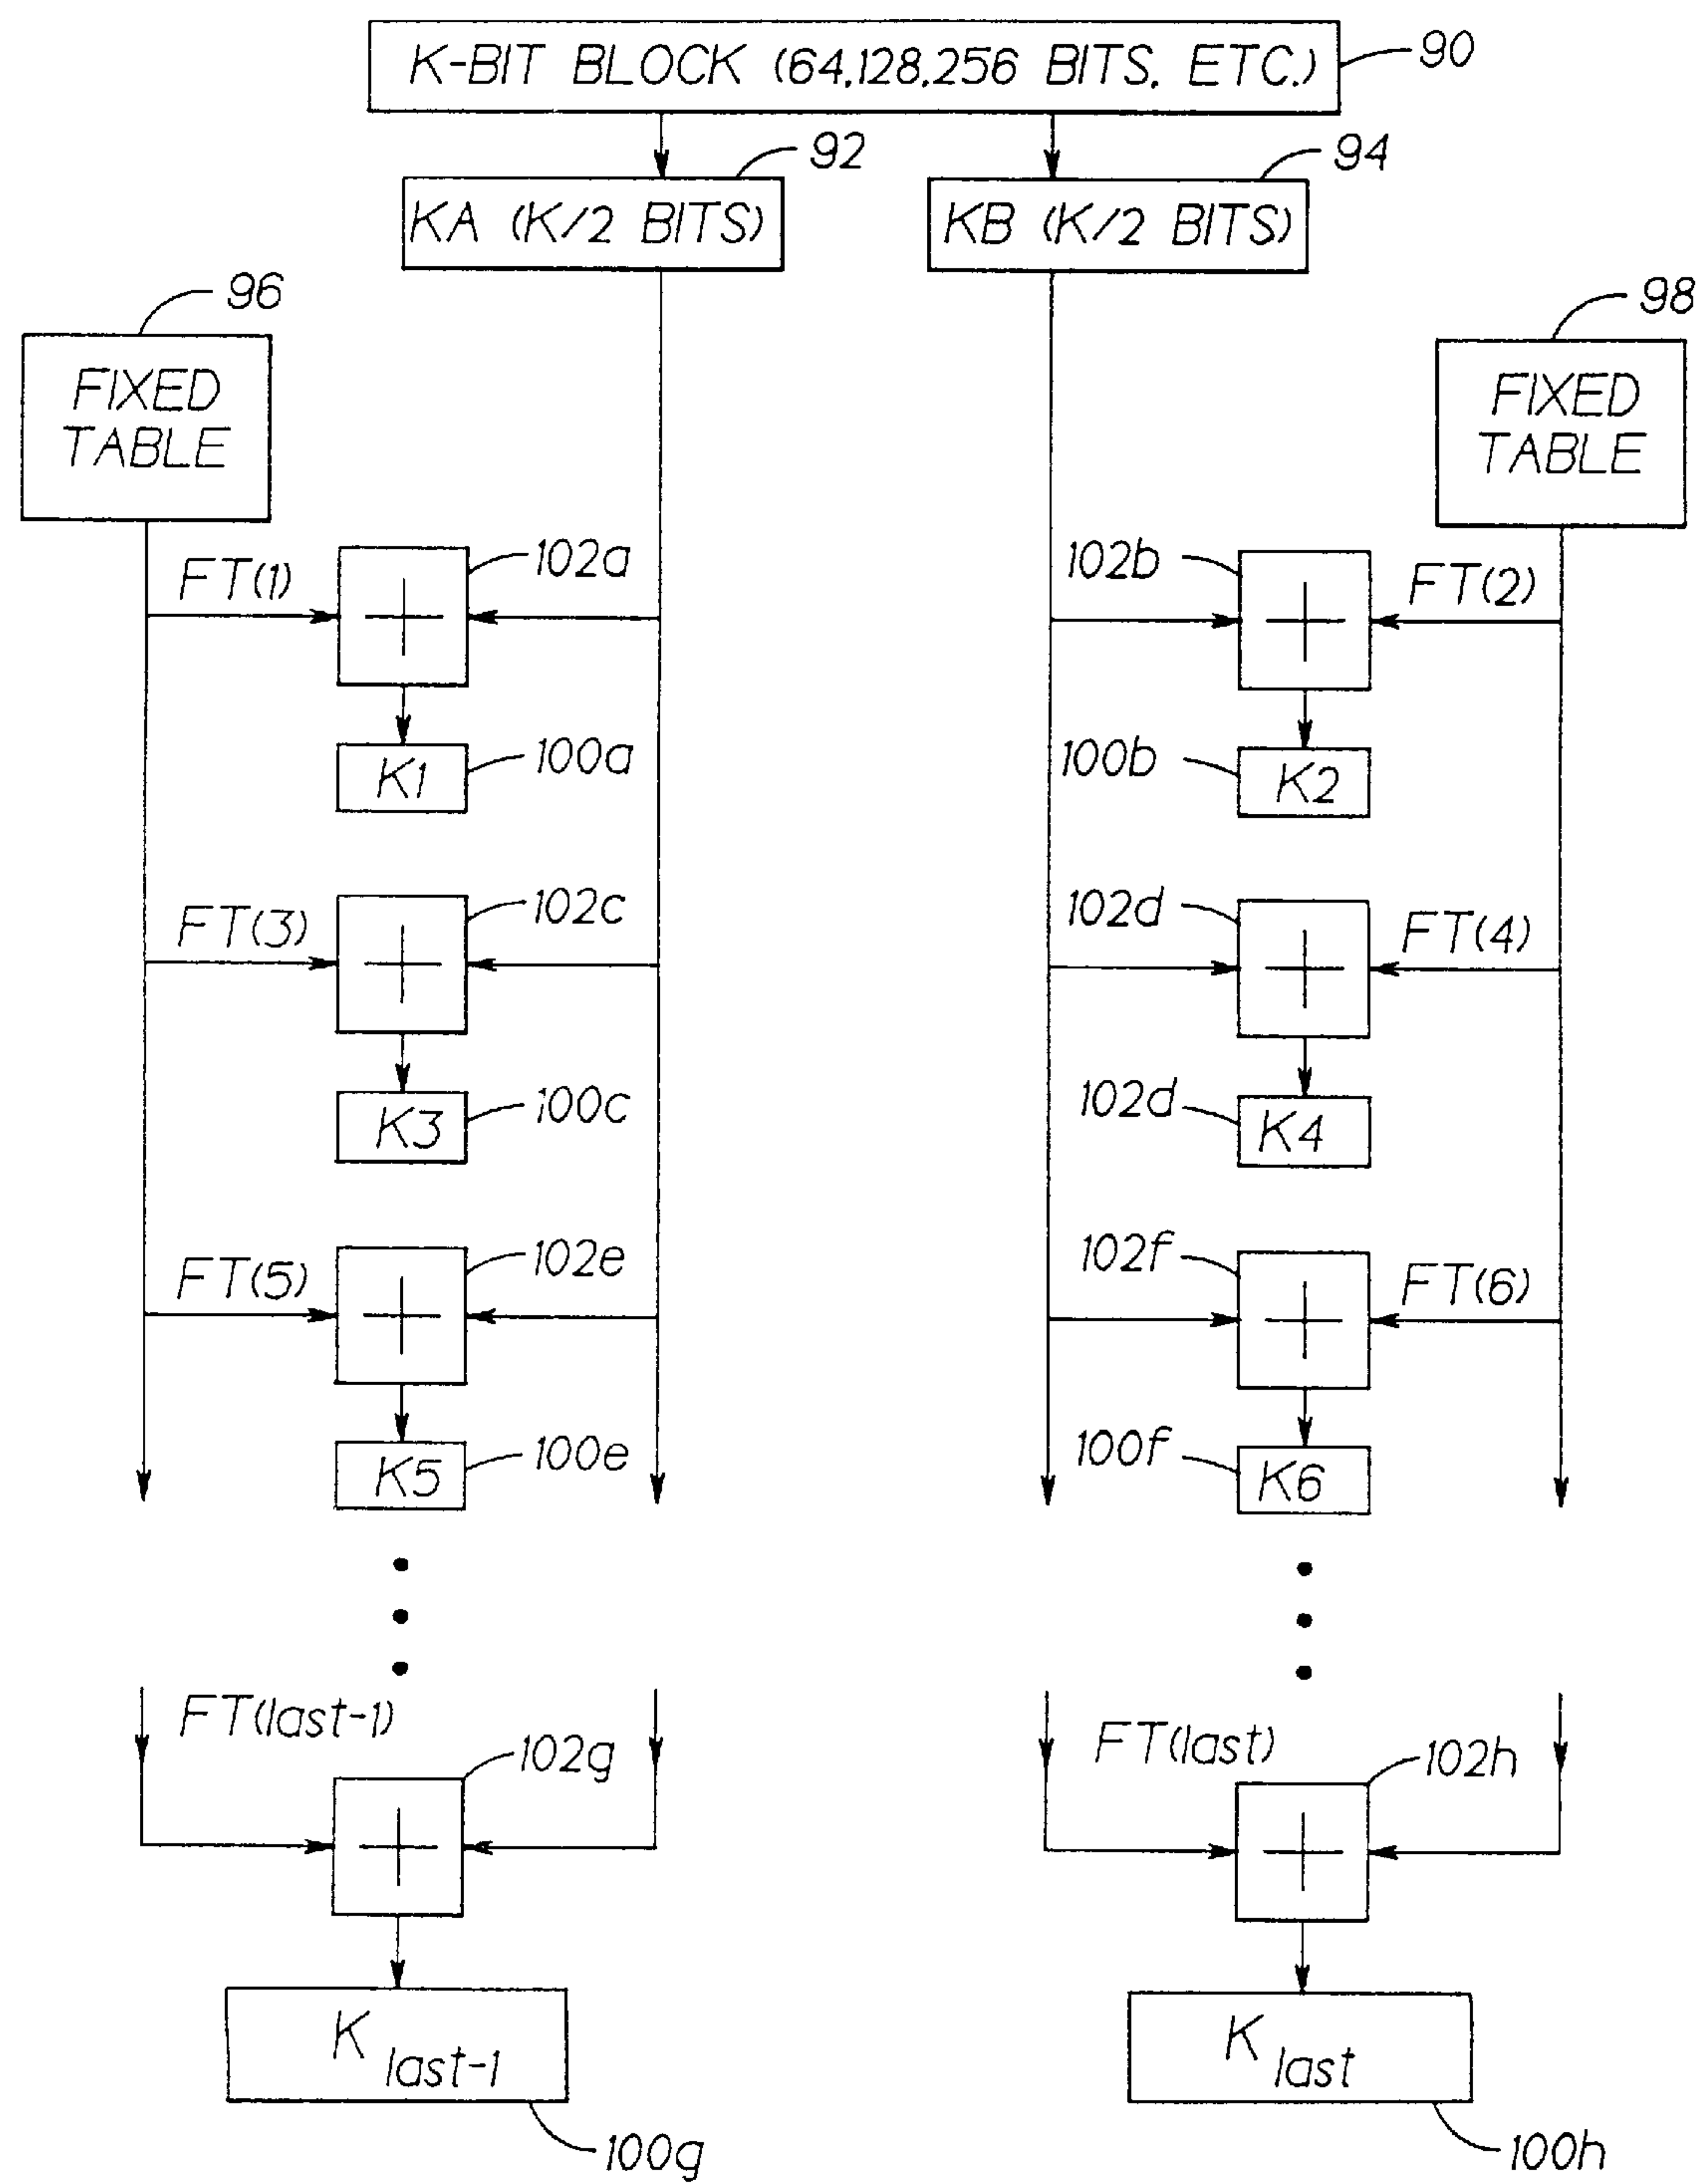 K-BIT BLOCK (64,128,256 BITS, ETC.)
90
92
94
KA (K/2 BITS)
KB (K/2 BITS)
96
98
FIXED
TABLE
FIXED
TABLE
FT(1)
102a
102b
FT(2)
K1
100a
100b
K2
FT(3)
102c
102d
FT(4)
K3
100c
102d
K4
FT(5)
102e
102f
FT(6)
K5
100e
100f
K6
FT(last-1)
102g
FT(last)
102h
K last-1
K last
100g
100h